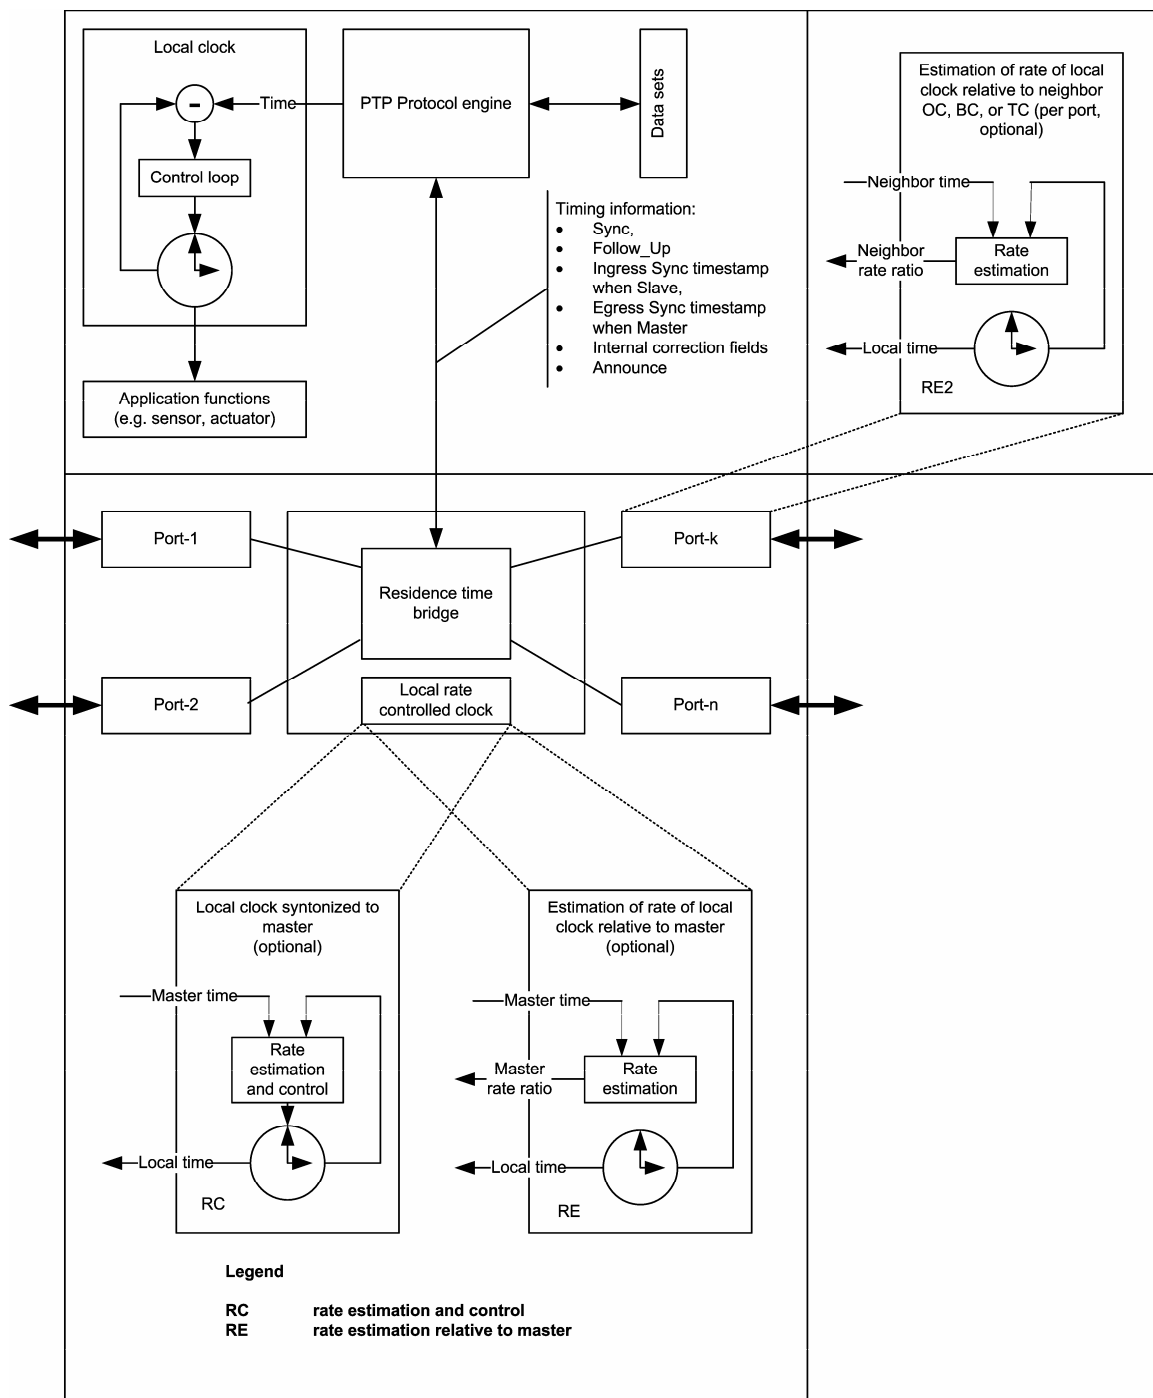 Local clock
-
Time
Control loop
Application functions
(e.g. sensor, actuator)
PTP Protocol engine
Data sets
Timing information:
• Sync,
• Follow_Up
• Ingress Sync timestamp
when Slave,
• Egress Sync timestamp
when Master
• Internal correction fields
• Announce
Estimation of rate of local
clock relative to neighbor
OC, BC, or TC (per port,
optional)
Neighbor time
Neighbor
rate ratio
Rate
estimation
Local time
RE2
Port-1
Port-k
Residence time
bridge
Port-2
Local rate
controlled clock
Port-n
Local clock syntonized to
master
(optional)
Master time
Rate
estimation
and control
Local time
RC
Estimation of rate of local
clock relative to master
(optional)
Master time
Master
rate ratio
Rate
estimation
Local time
RE
Legend
RC rate estimation and control
RE rate estimation relative to master